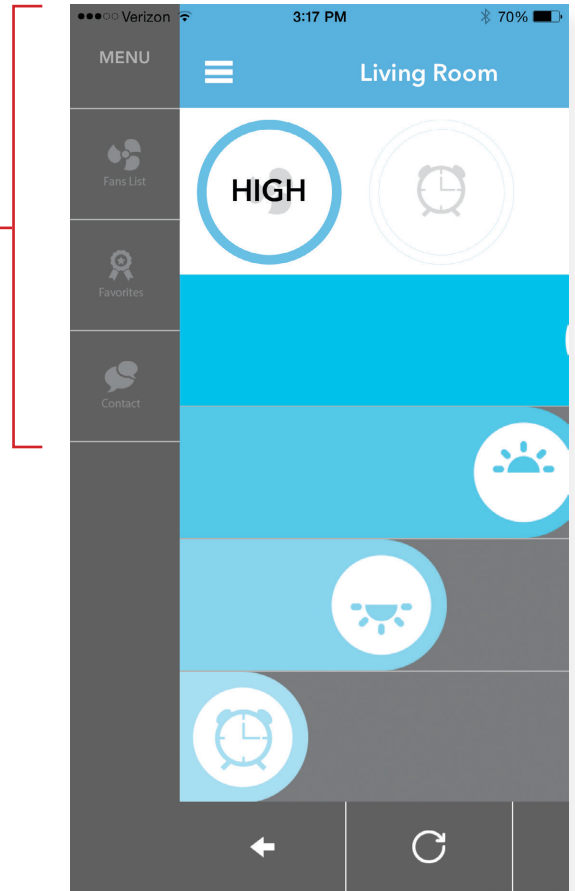 Verizon 3:17 PM 70%
MENU
Living Room
HIGH
Fans List
Favorites
Contact